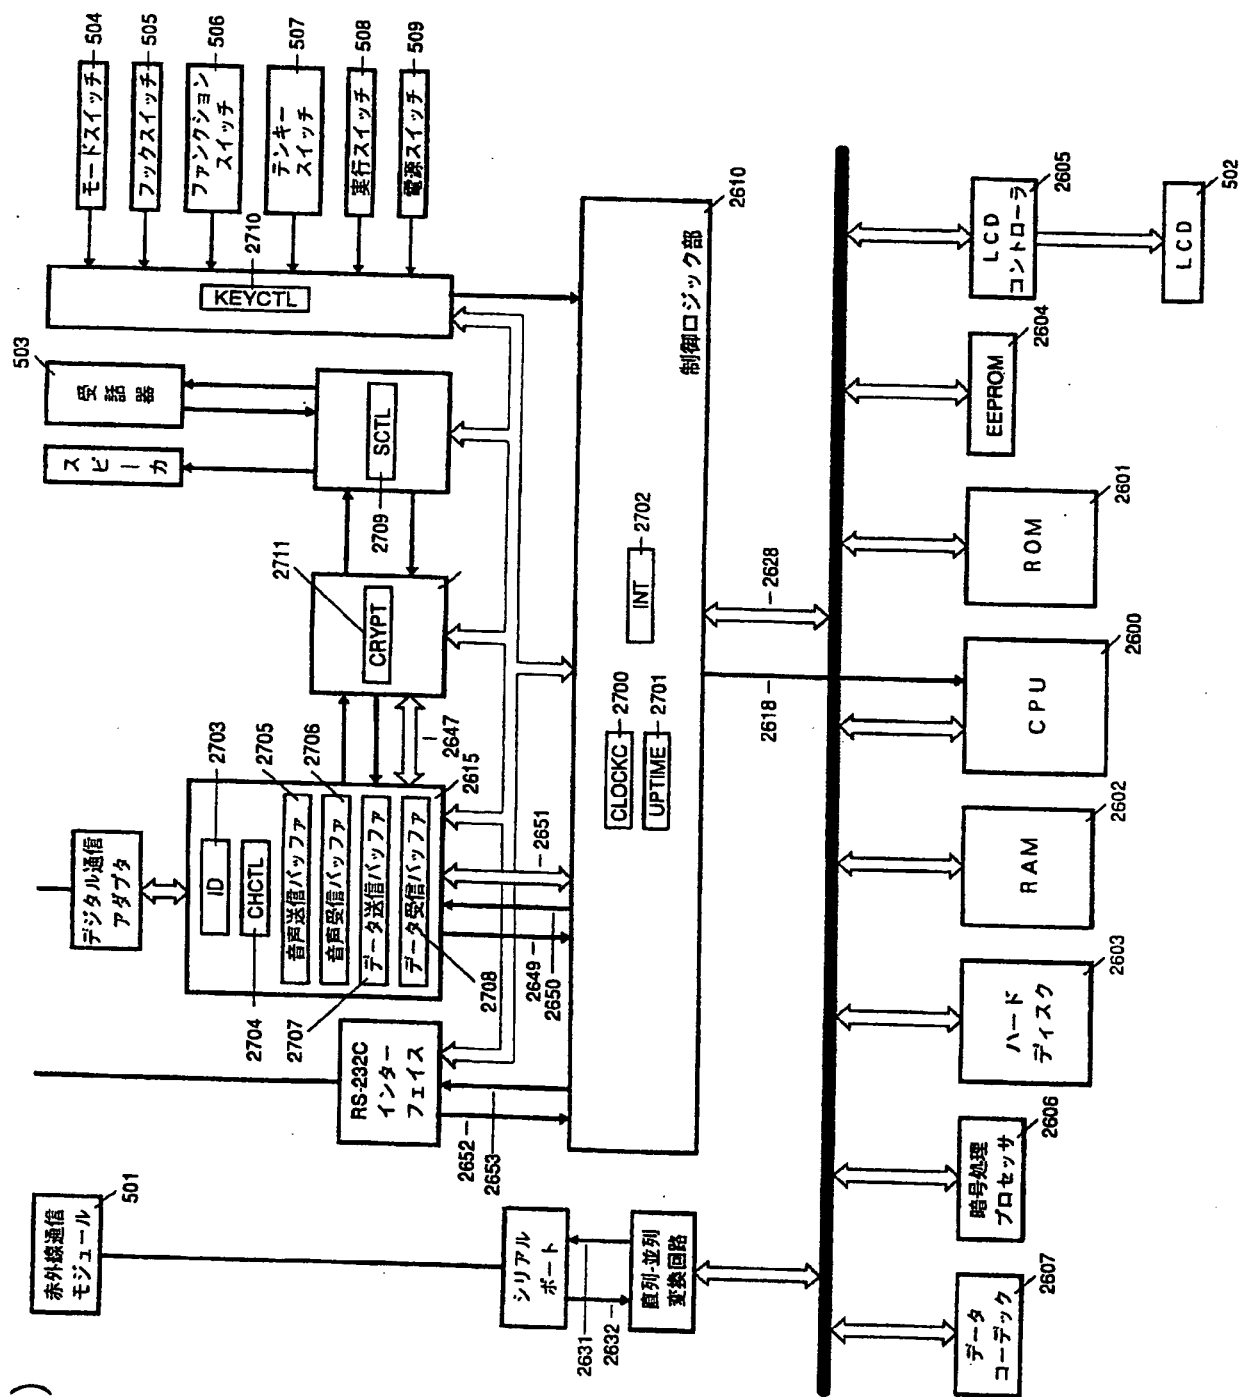 504
モードスイッチ
505
フックスイッチ
506
ファンクション
スイッチ
507
テンキー
スイッチ
508
実行スイッチ
509
電源スイッチ
2710
KEYCTL
503
受話器
スピーカ
SCTL
2709
2711
CRYPT
2647
デジタル通信
アダプタ
2703
2705
2706
2615
ID
CHCTL
音声送信バッファ
音声受信バッファ
データ送信バッファ
データ受信バッファ
2704
2707
2708
2651
2649
2650
RS-232C
インター
フェイス
2652
2653
501
赤外線通信
モジュール
シリアル
ポート
2631
2632
直列-並列
変換回路
2610
制御ロジック部
2702
INT
2700
CLOCKC
2701
UPTIME
2628
2618
2605
LCD
コントローラ
502
LCD
2604
EEPROM
2601
ROM
2600
CPU
2602
RAM
2603
ハード
ディスク
2606
暗号処理
プロセッサ
2607
データ
コーデック
)